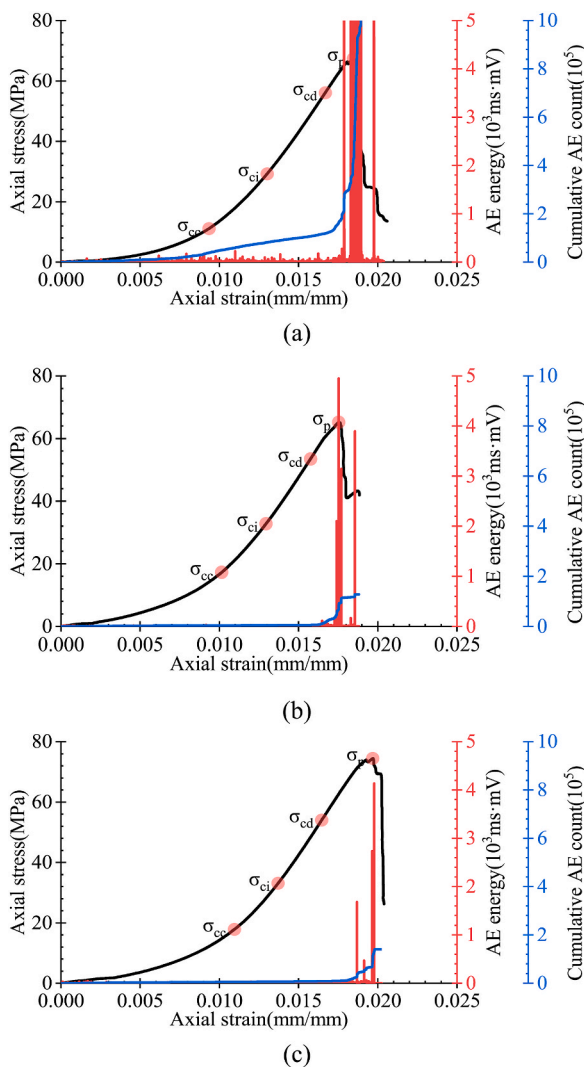 80
60
40
20
0
Axial stress(MPa)
σp
σcd
σci
σcc
0.000 0.005 0.010 0.015 0.020 0.025
Axial strain(mm/mm)
5
4
3
2
1
0
AE energy(10³ms·mV)
10
8
6
4
2
0
Cumulative AE count(10⁵)
(a)
80
60
40
20
0
Axial stress(MPa)
σp
σcd
σci
σcc
0.000 0.005 0.010 0.015 0.020 0.025
Axial strain(mm/mm)
5
4
3
2
1
0
AE energy(10³ms·mV)
10
8
6
4
2
0
Cumulative AE count(10⁵)
(b)
80
60
40
20
0
Axial stress(MPa)
σp
σcd
σci
σcc
0.000 0.005 0.010 0.015 0.020 0.025
Axial strain(mm/mm)
5
4
3
2
1
0
AE energy(10³ms·mV)
10
8
6
4
2
0
Cumulative AE count(10⁵)
(c)